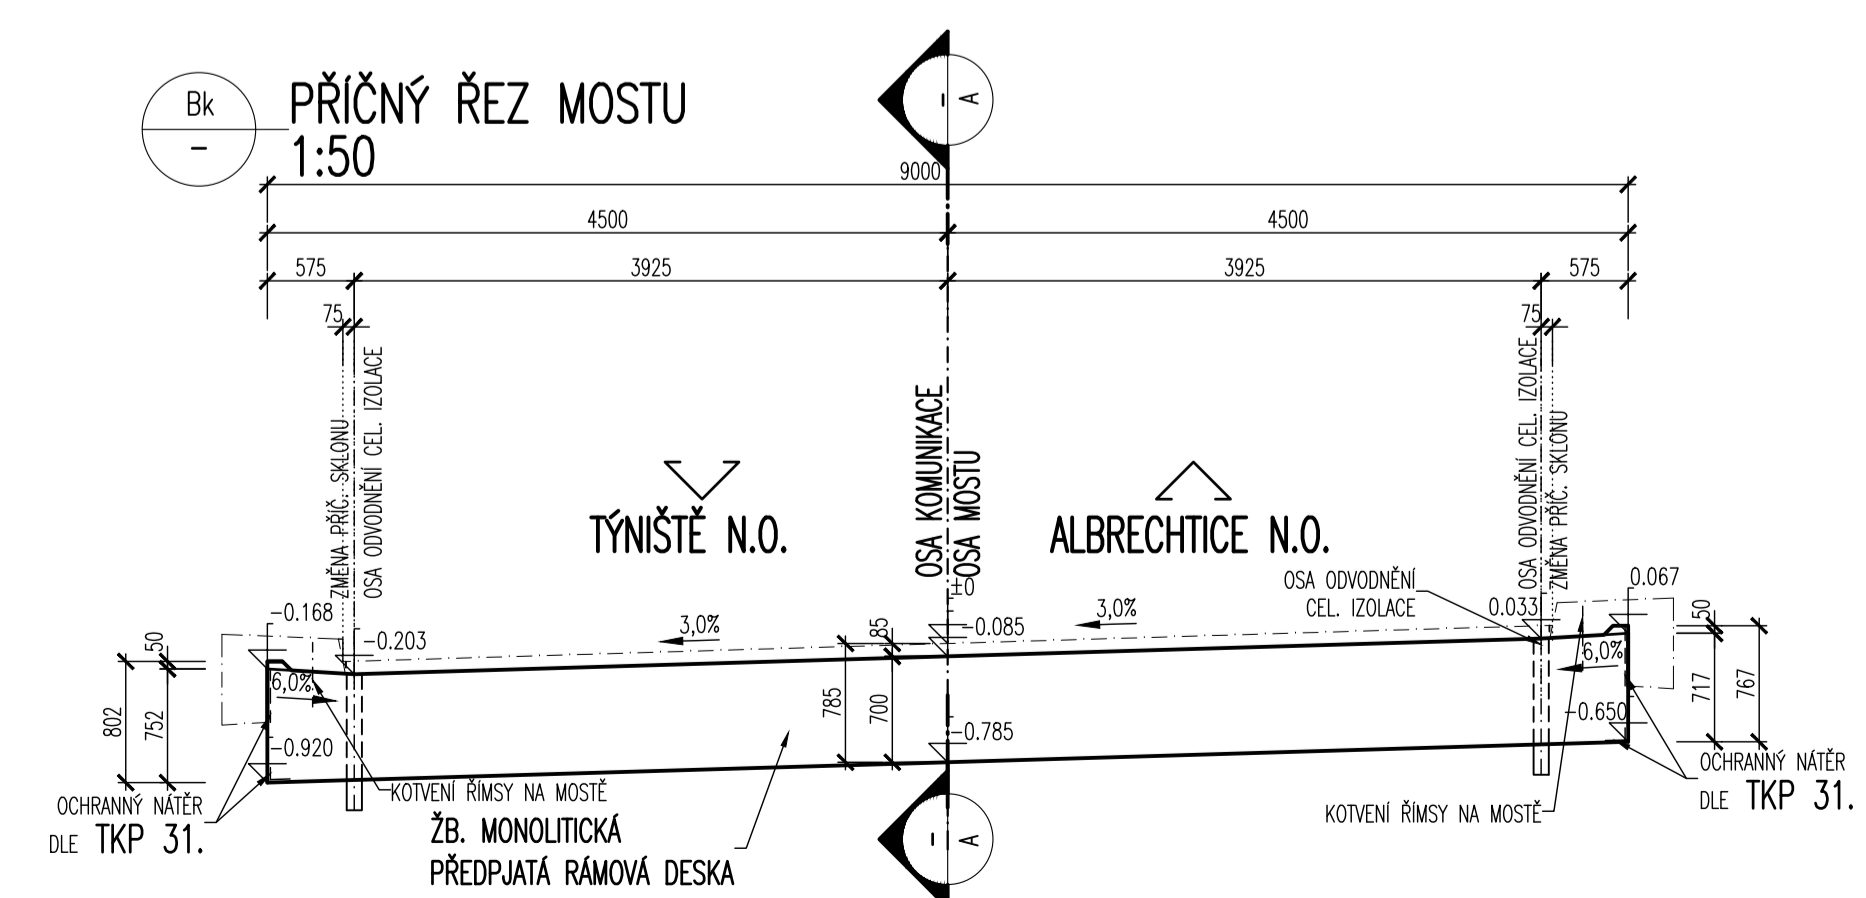 Bk
-
PŘÍČNÝ ŘEZ MOSTU
1:50
A
-
9000
4500
4500
575
3925
3925
575
75
75
ZMĚNA PŘÍČ. SKLONU
OSA ODVODNĚNÍ CEL. IZOLACE
OSA KOMUNIKACE
OSA MOSTU
OSA ODVODNĚNÍ CEL. IZOLACE
ZMĚNA PŘÍČ. SKLONU
TÝNIŠTĚ N.O.
ALBRECHTICE N.O.
±0
OSA ODVODNĚNÍ
CEL. IZOLACE
0.033
0.067
-0.168
-0.203
3,0%
85
-0.085
3,0%
50
50
6,0%
6,0%
802
752
785
700
-0.785
-0.650
717
767
-0.920
OCHRANNÝ NÁTĚR
DLE TKP 31.
KOTVENÍ ŘÍMSY NA MOSTĚ
ŽB. MONOLITICKÁ
PŘEDPJATÁ RÁMOVÁ DESKA
KOTVENÍ ŘÍMSY NA MOSTĚ
OCHRANNÝ NÁTĚR
DLE TKP 31.
A
-